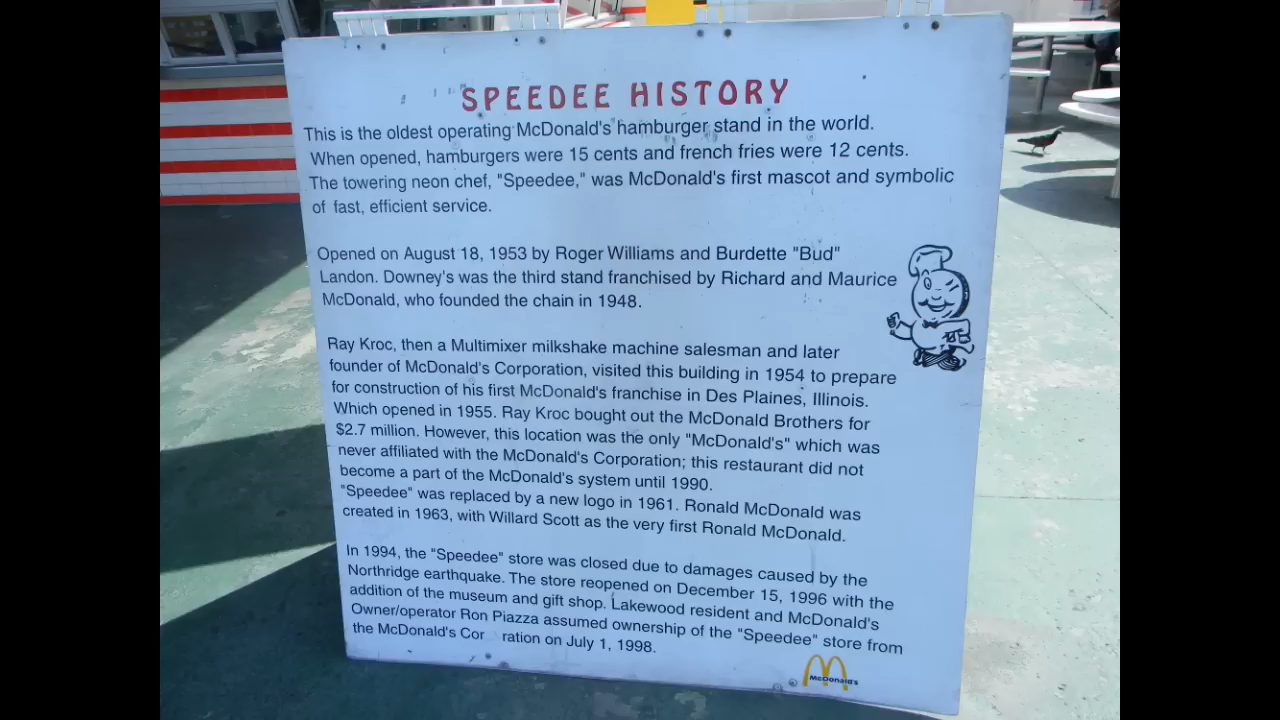 SPEEDEE HISTORY
This is the oldest operating McDonald's hamburger stand in the world.
When opened, hamburgers were 15 cents and french fries were 12 cents.
The towering neon chef, "Speedee," was McDonald's first mascot and symbolic
of fast, efficient service.
Opened on August 18, 1953 by Roger Williams and Burdette "Bud"
Landon. Downey's was the third stand franchised by Richard and Maurice
McDonald, who founded the chain in 1948.
Ray Kroc, then a Multimixer milkshake machine salesman and later
founder of McDonald's Corporation, visited this building in 1954 to prepare
for construction of his first McDonald's franchise in Des Plaines, Illinois.
Which opened in 1955. Ray Kroc bought out the McDonald Brothers for
$2.7 million. However, this location was the only "McDonald's" which was
never affiliated with the McDonald's Corporation; this restaurant did not
become a part of the McDonald's system until 1990.
"Speedee" was replaced by a new logo in 1961. Ronald McDonald was
created in 1963, with Willard Scott as the very first Ronald McDonald.
In 1994, the "Speedee" store was closed due to damages caused by the
Northridge earthquake. The store reopened on December 15, 1996 with the
addition of the museum and gift shop. Lakewood resident and McDonald's
Owner/operator Ron Piazza assumed ownership of the "Speedee" store from
the McDonald's Cor ration on July 1, 1998.
McDonald's